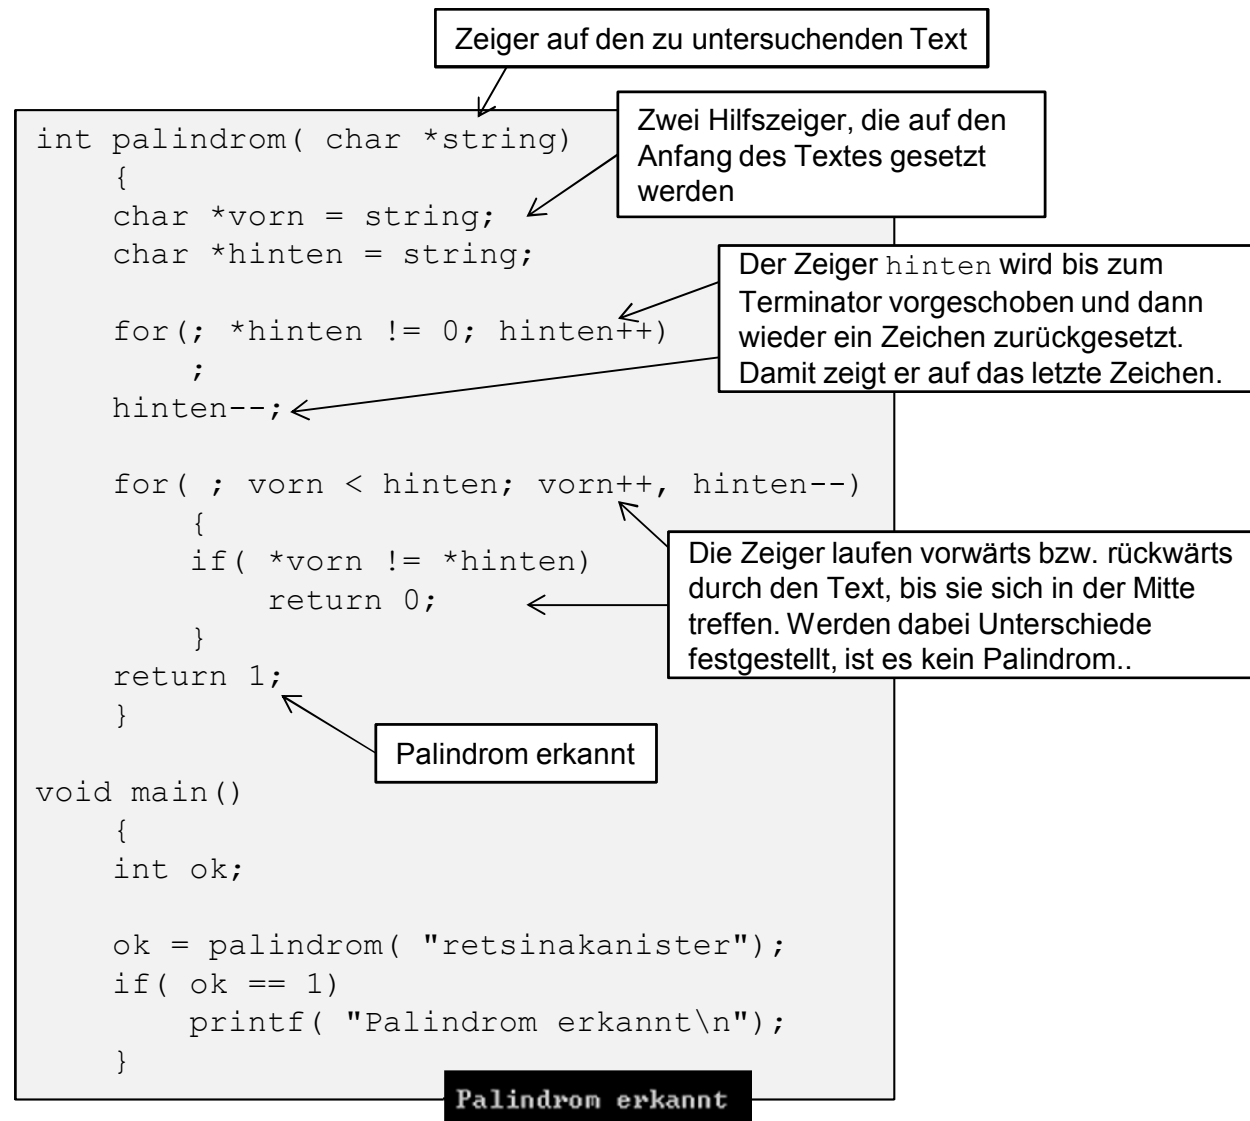 Zeiger auf den zu untersuchenden Text
int palindrom( char *string)
    {
    char *vorn = string;
    char *hinten = string;

    for(; *hinten != 0; hinten++)
        ;
    hinten--;

    for( ; vorn < hinten; vorn++, hinten--)
        {
        if( *vorn != *hinten)
            return 0;
        }
    return 1;
    }

void main()
    {
    int ok;

    ok = palindrom( "retsinakanister");
    if( ok == 1)
        printf( "Palindrom erkannt\n");
    }
Zwei Hilfszeiger, die auf den
Anfang des Textes gesetzt
werden
Der Zeiger hinten wird bis zum
Terminator vorgeschoben und dann
wieder ein Zeichen zurückgesetzt.
Damit zeigt er auf das letzte Zeichen.
Die Zeiger laufen vorwärts bzw. rückwärts
durch den Text, bis sie sich in der Mitte
treffen. Werden dabei Unterschiede
festgestellt, ist es kein Palindrom..
Palindrom erkannt
Palindrom erkannt